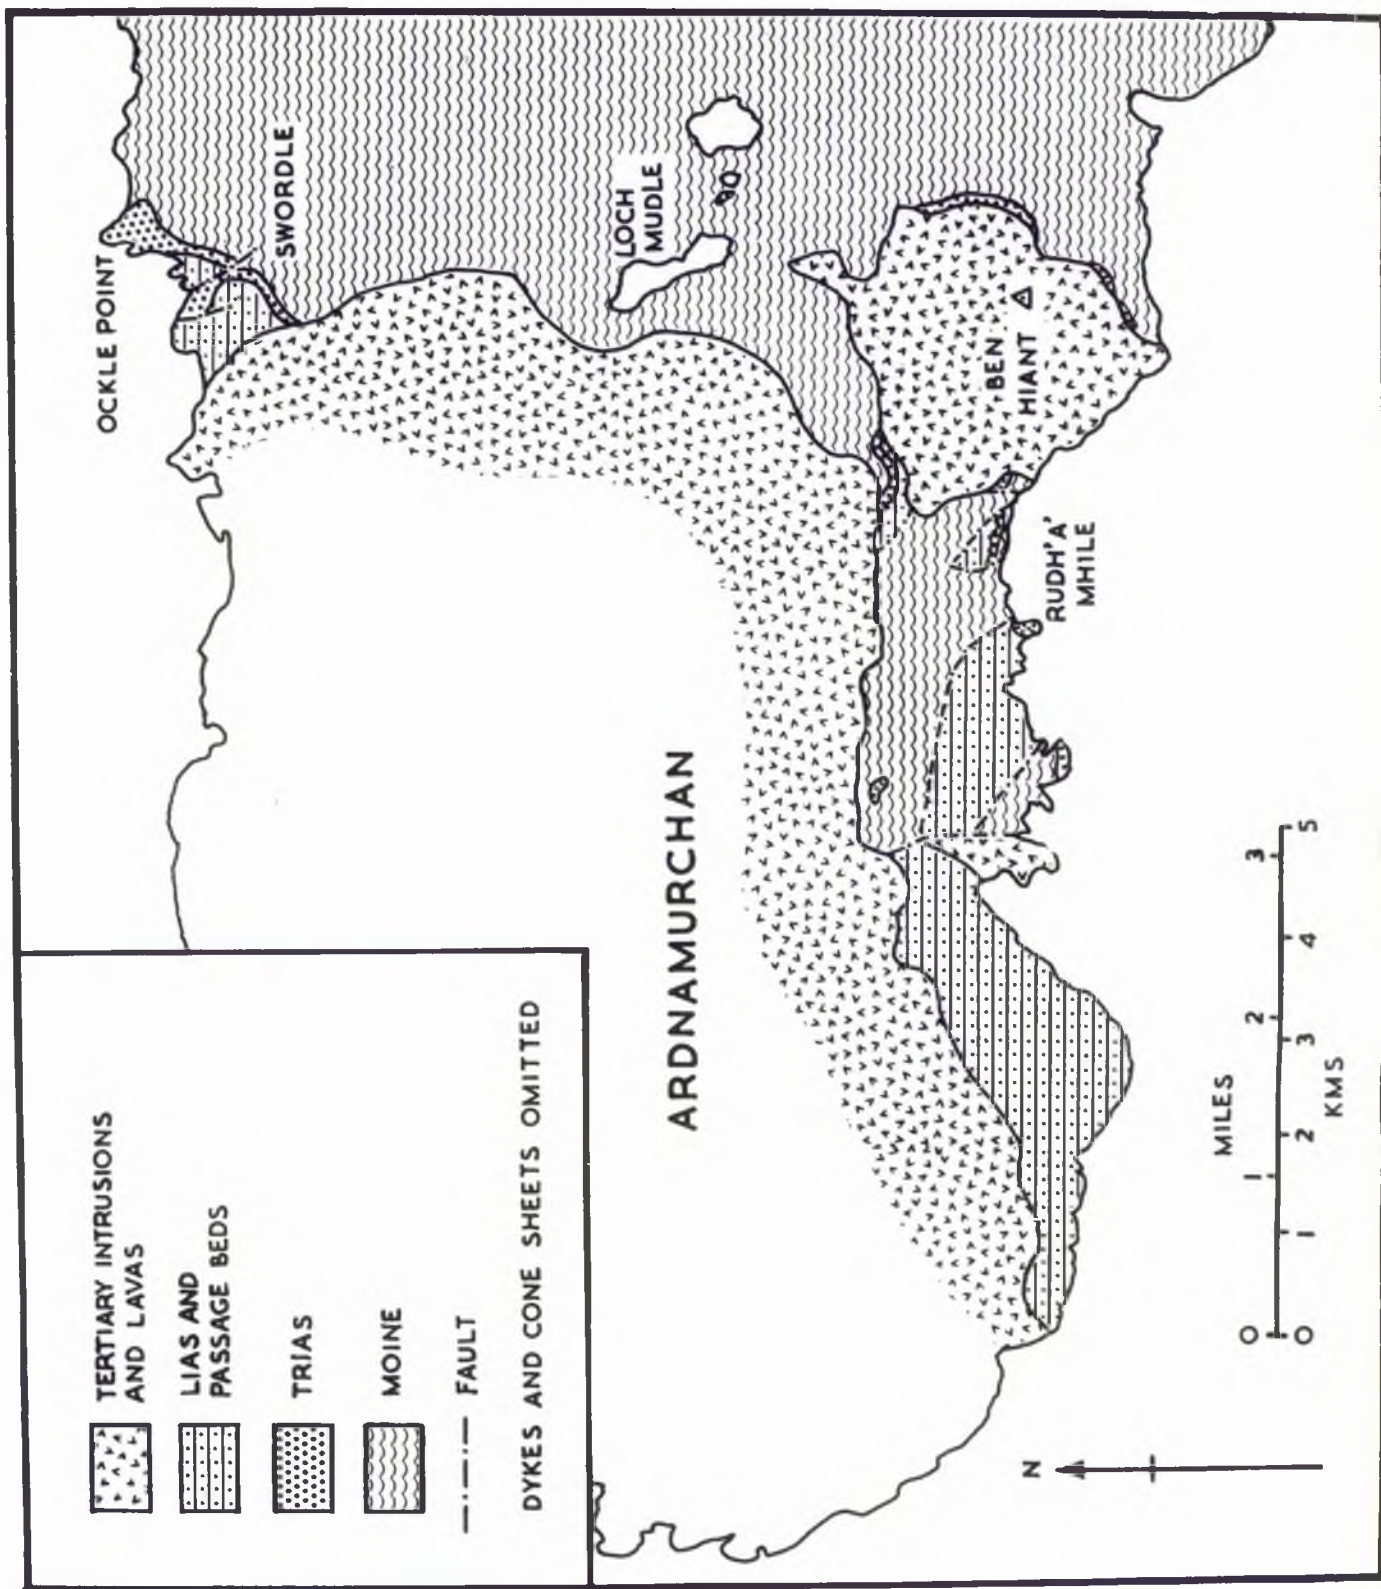 TERTIARY INTRUSIONS
AND LAVAS
LIAS AND
PASSAGE BEDS
TRIAS
MOINE
FAULT
DYKES AND CONE SHEETS OMITTED
OCKLE POINT
SWORDLE
LOCH
MUDLE
ARDNAMURCHAN
BEN
HIANT
RUDH'A'
MHILE
N
MILES
0 1 2 3
0 1 2 3 4 5
KMS